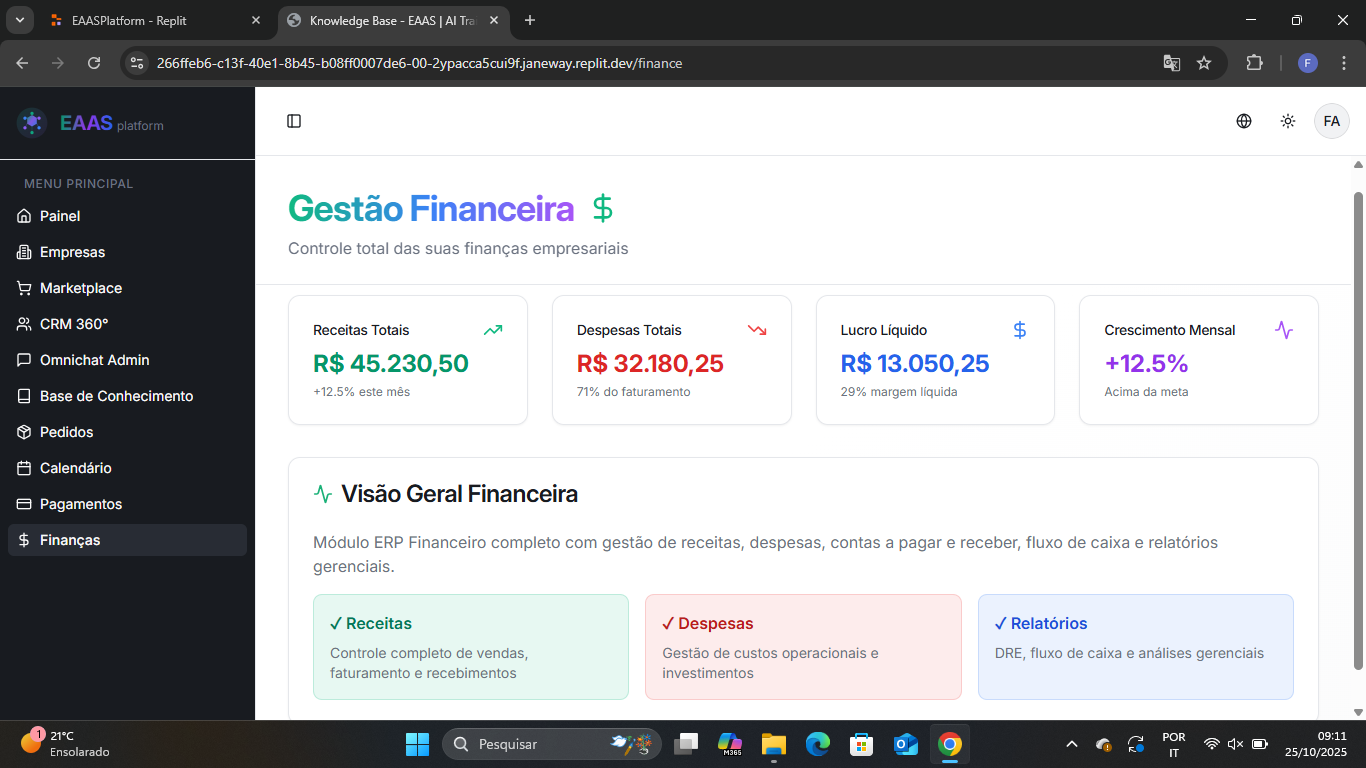 EAASPlatform - Replit
Knowledge Base - EAAS | AI Tra
266ffeb6-c13f-40e1-8b45-b08ff0007de6-00-2ypacca5cui9f.janeway.replit.dev/finance
F
EAAS platform
FA
MENU PRINCIPAL
Painel
Empresas
Marketplace
CRM 360°
Omnichat Admin
Base de Conhecimento
Pedidos
Calendário
Pagamentos
Finanças
Gestão Financeira
Controle total das suas finanças empresariais
Receitas Totais
R$ 45.230,50
+12.5% este mês
Despesas Totais
R$ 32.180,25
71% do faturamento
Lucro Líquido
R$ 13.050,25
29% margem líquida
Crescimento Mensal
+12.5%
Acima da meta
Visão Geral Financeira
Módulo ERP Financeiro completo com gestão de receitas, despesas, contas a pagar e receber, fluxo de caixa e relatórios
gerenciais.
✓ Receitas
Controle completo de vendas,
faturamento e recebimentos
✓ Despesas
Gestão de custos operacionais e
investimentos
✓ Relatórios
DRE, fluxo de caixa e análises gerenciais
1
21°C
Ensolarado
Pesquisar
M365
POR
IT
09:11
25/10/2025